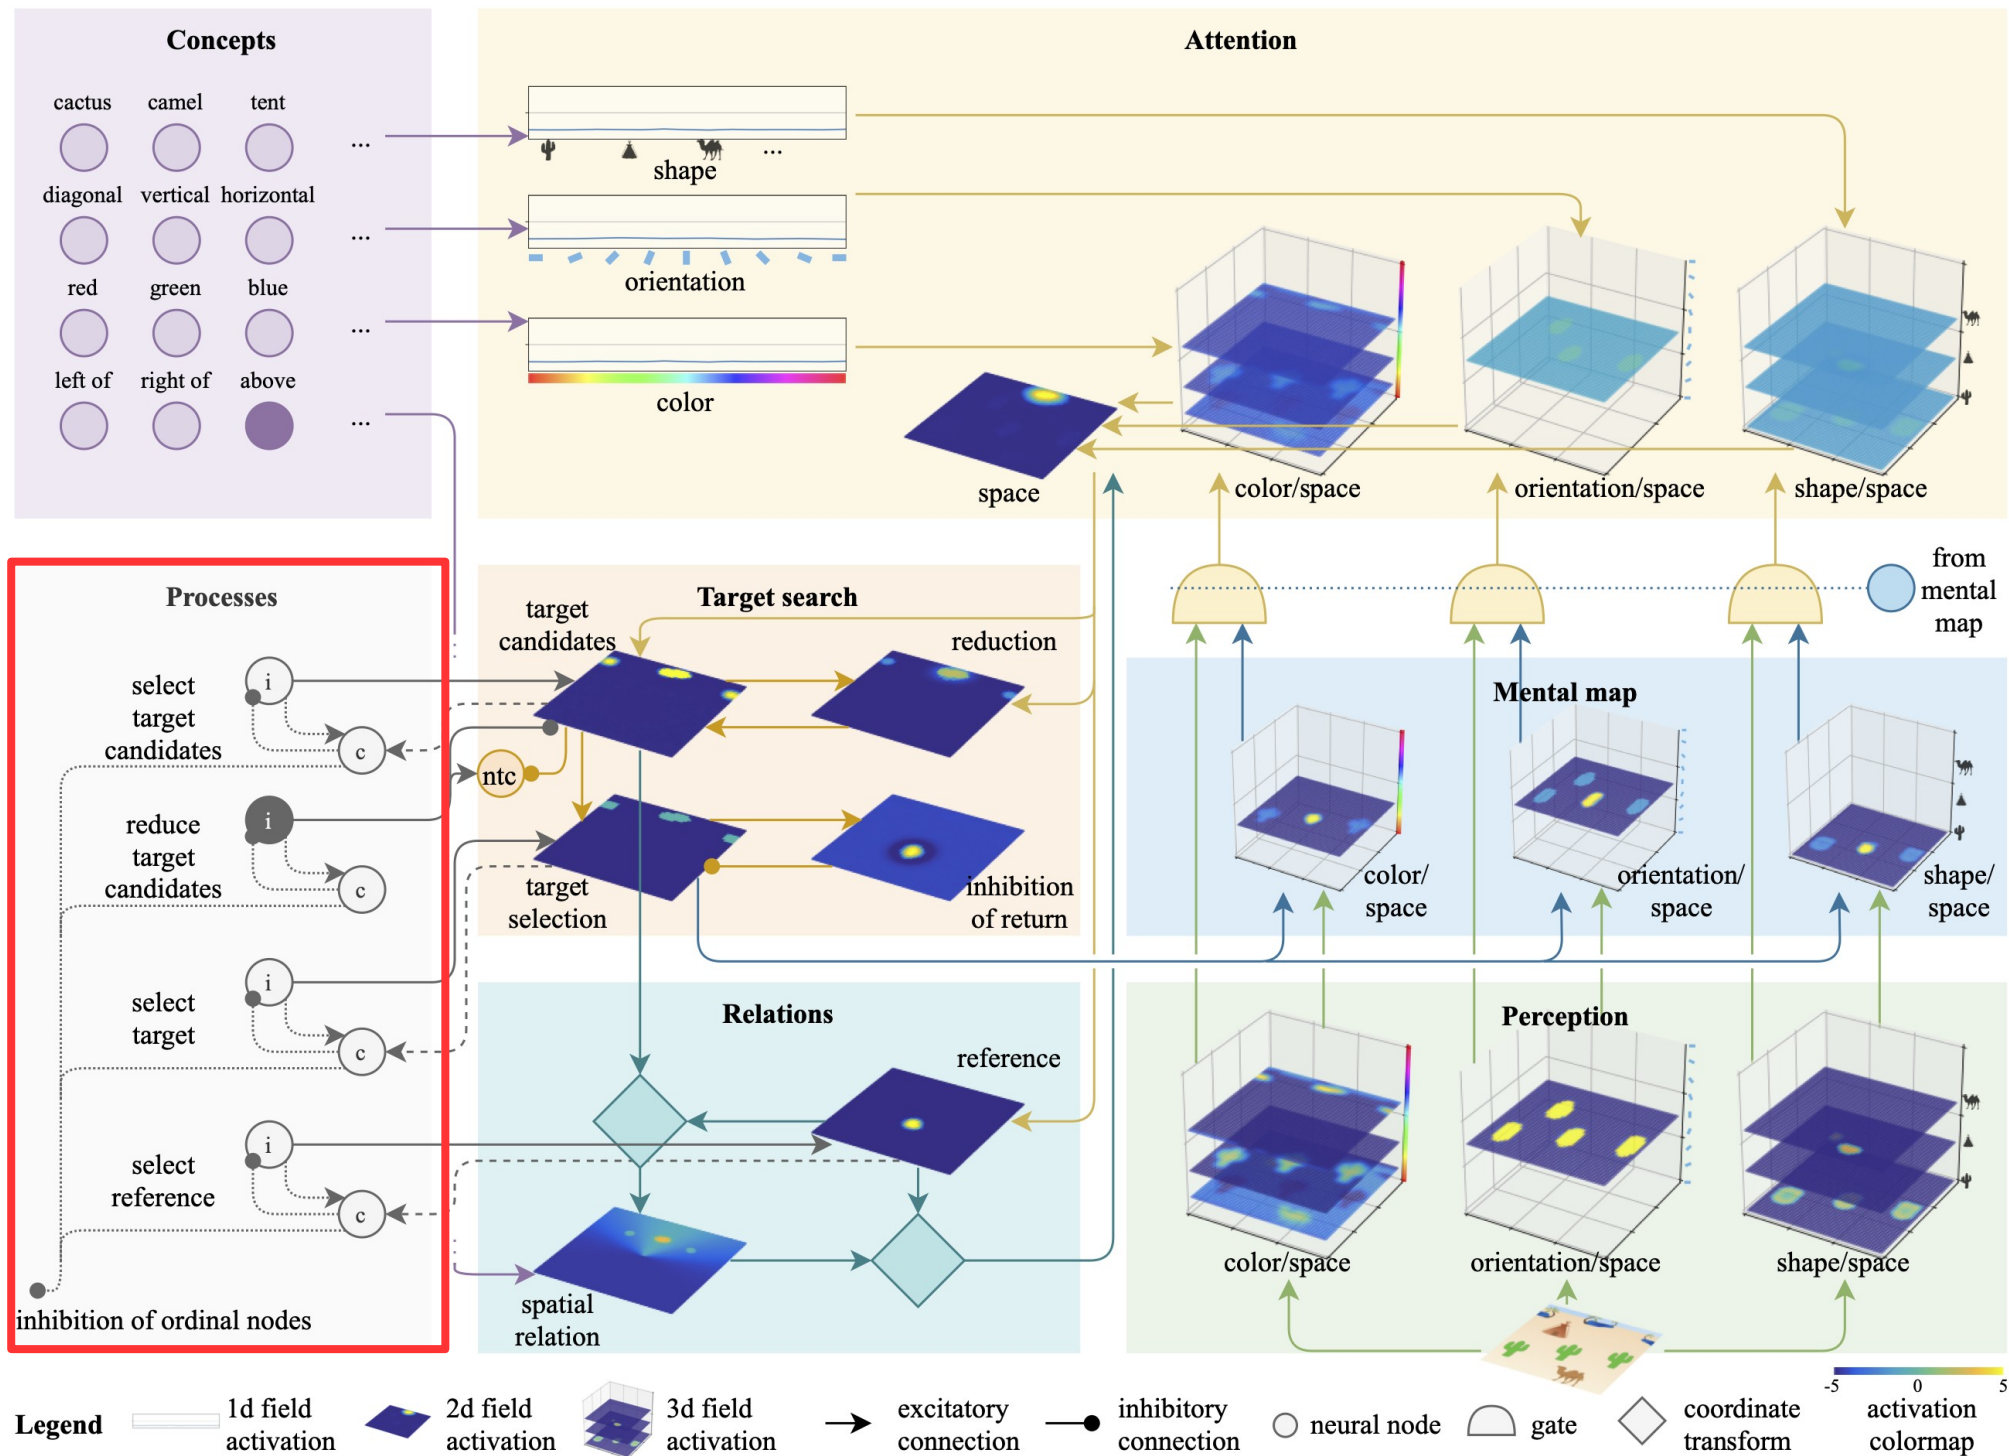 Concepts
cactus camel tent
...
diagonal vertical horizontal
...
red green blue
...
left of right of above
...
Attention
...
shape
orientation
color
space
color/space
orientation/space
shape/space
from
mental
map
Processes
select
target
candidates
i
c
reduce
target
candidates
i
c
select
target
i
c
select
reference
i
c
inhibition of ordinal nodes
Target search
target
candidates
reduction
ntc
target
selection
inhibition
of return
Mental map
color/
space
orientation/
space
shape/
space
Relations
reference
spatial
relation
Perception
color/space
orientation/space
shape/space
Legend
1d field
activation
2d field
activation
3d field
activation
excitatory
connection
inhibitory
connection
neural node
gate
coordinate
transform
-5 0 5
activation
colormap